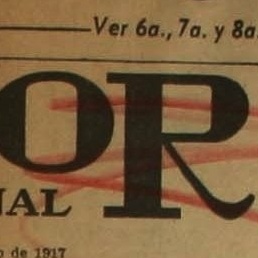 Ver 6a., 7a. y 8a.
OR
NAL
de 1917